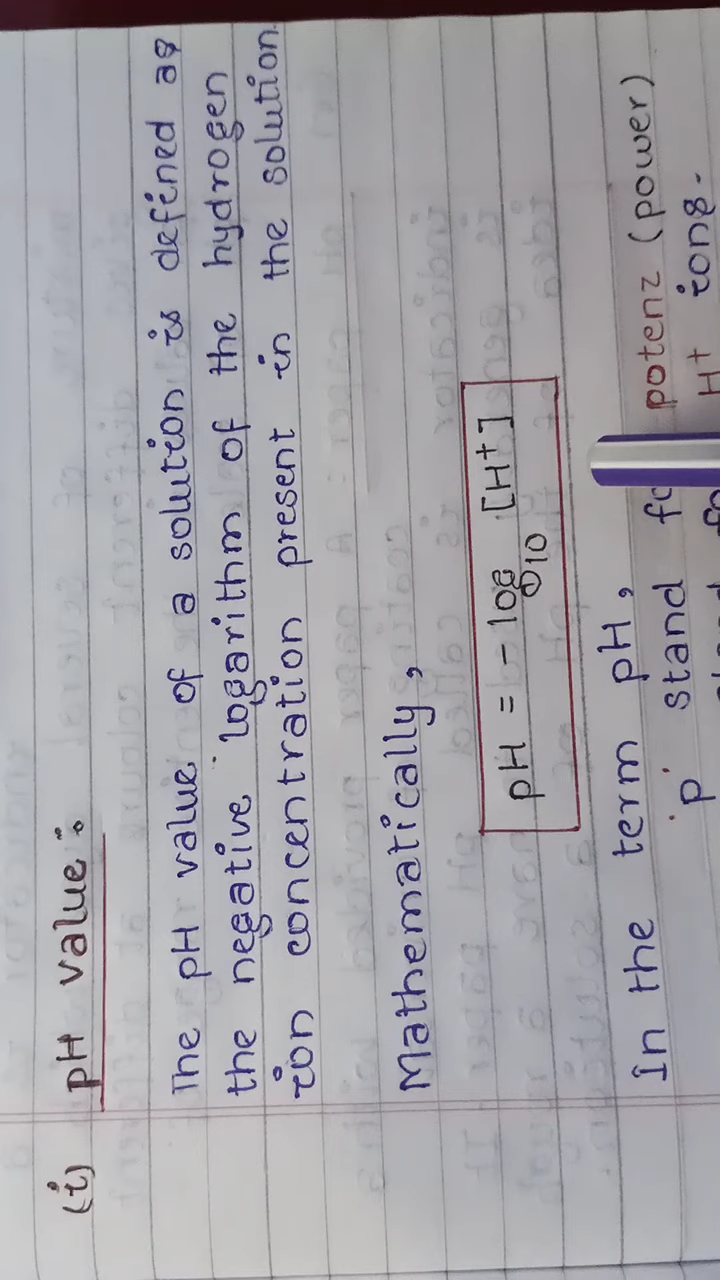 (i) pH value :
The pH value of a solution is defined as
the negative logarithm of the hydrogen
ion concentration present in the solution.
Mathematically,
pH = - log₁₀ [H⁺]
In the term pH,
'p' stand potenz (power)
H⁺ ions.